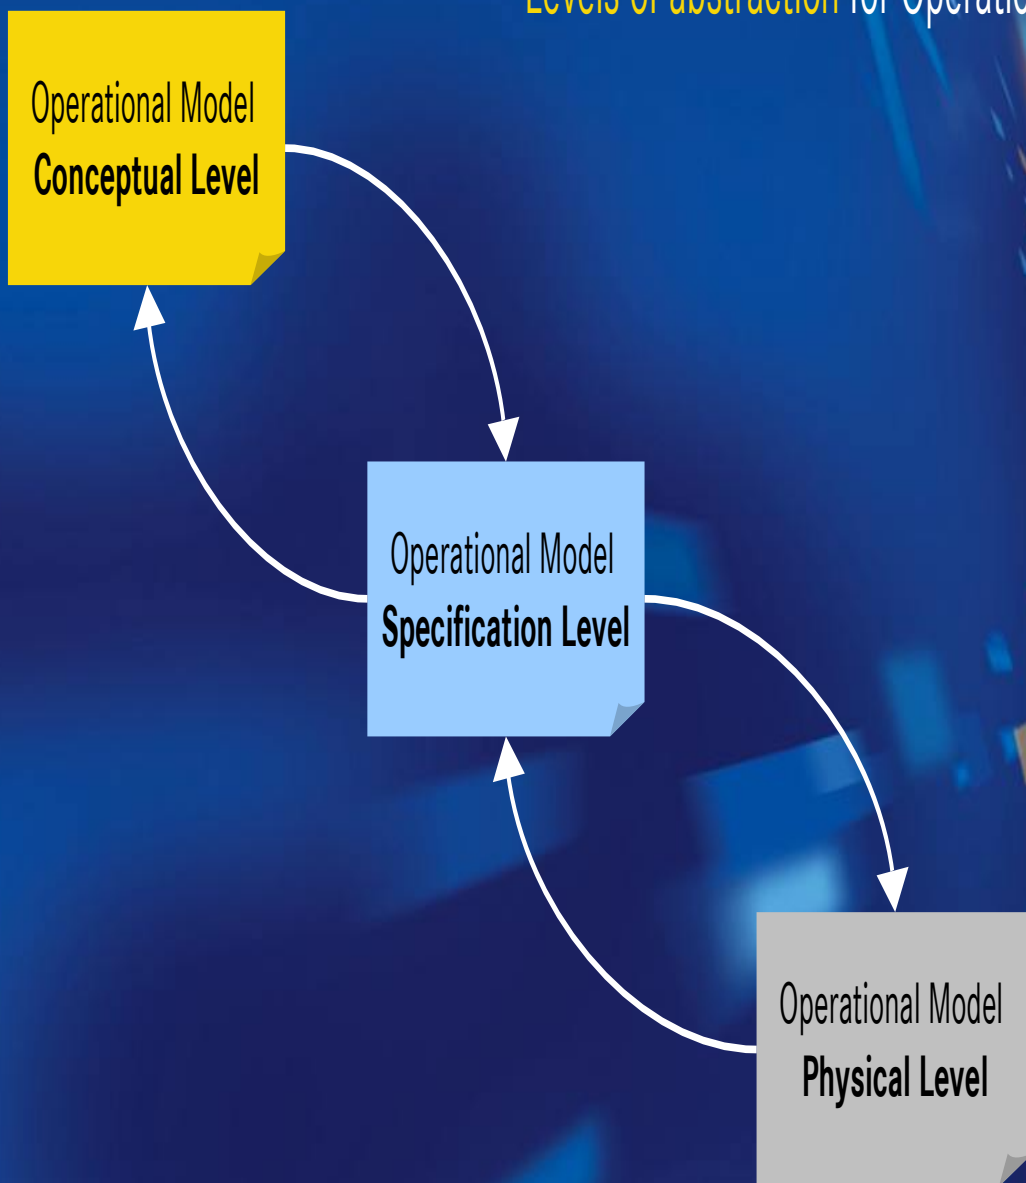 Levels of abstraction for Operatio
Operational Model
Conceptual Level
Operational Model
Specification Level
Operational Model
Physical Level